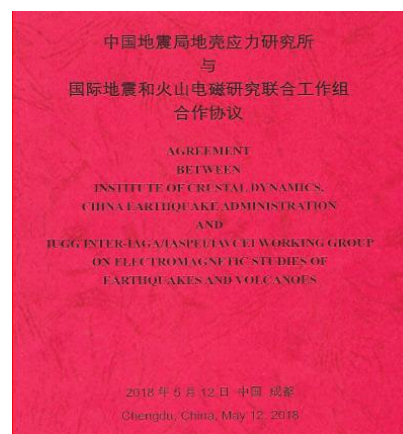 中国地震局地壳应力研究所
与
国际地震和火山电磁研究联合工作组
合作协议
AGREEMENT
BETWEEN
INSTITUTE OF CRUSTAL DYNAMICS,
CHINA EARTHQUAKE ADMINISTRATION
AND
IUGG INTER-IAGA/IASPEI/IAVCEI WORKING GROUP
ON ELECTROMAGNETIC STUDIES OF
EARTHQUAKES AND VOLCANOES
2018 年 5 月 12 日 中国 成都
Chengdu, China, May 12, 2018